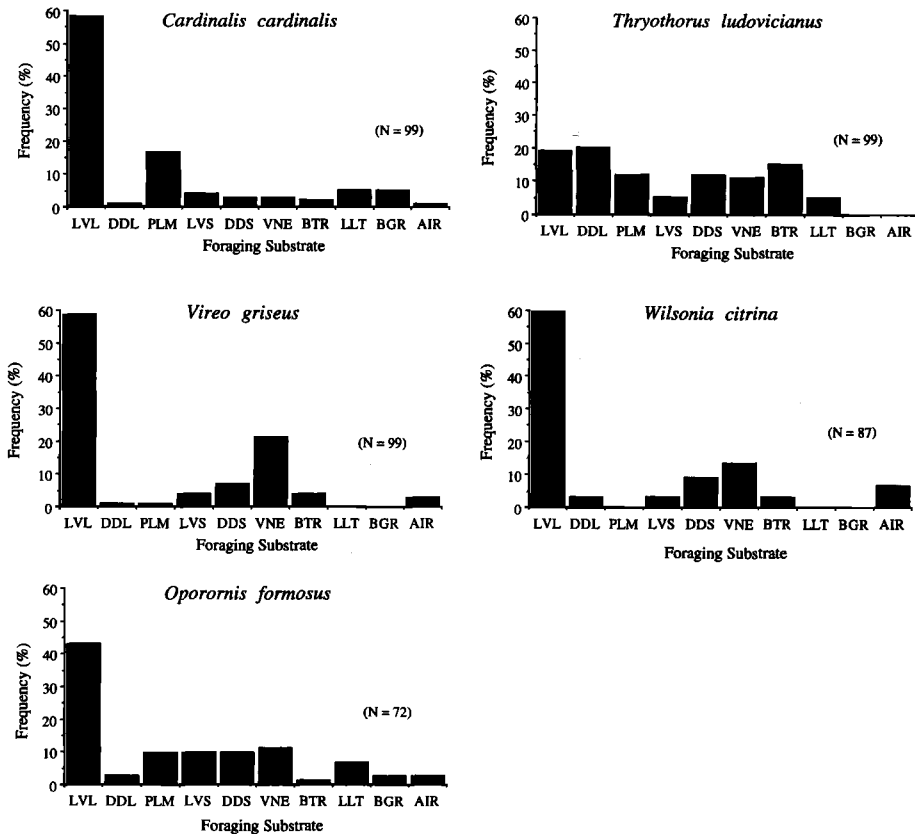 Cardinalis cardinalis
Frequency (%)
60
50
40
30
20
10
0
(N = 99)
LVL DDL PLM LVS DDS VNE BTR LLT BGR AIR
Foraging Substrate
Thryothorus ludovicianus
Frequency (%)
60
50
40
30
20
10
0
(N = 99)
LVL DDL PLM LVS DDS VNE BTR LLT BGR AIR
Foraging Substrate
Vireo griseus
Frequency (%)
60
50
40
30
20
10
0
(N = 99)
LVL DDL PLM LVS DDS VNE BTR LLT BGR AIR
Foraging Substrate
Wilsonia citrina
Frequency (%)
60
50
40
30
20
10
0
(N = 87)
LVL DDL PLM LVS DDS VNE BTR LLT BGR AIR
Foraging Substrate
Oporornis formosus
Frequency (%)
60
50
40
30
20
10
0
(N = 72)
LVL DDL PLM LVS DDS VNE BTR LLT BGR AIR
Foraging Substrate